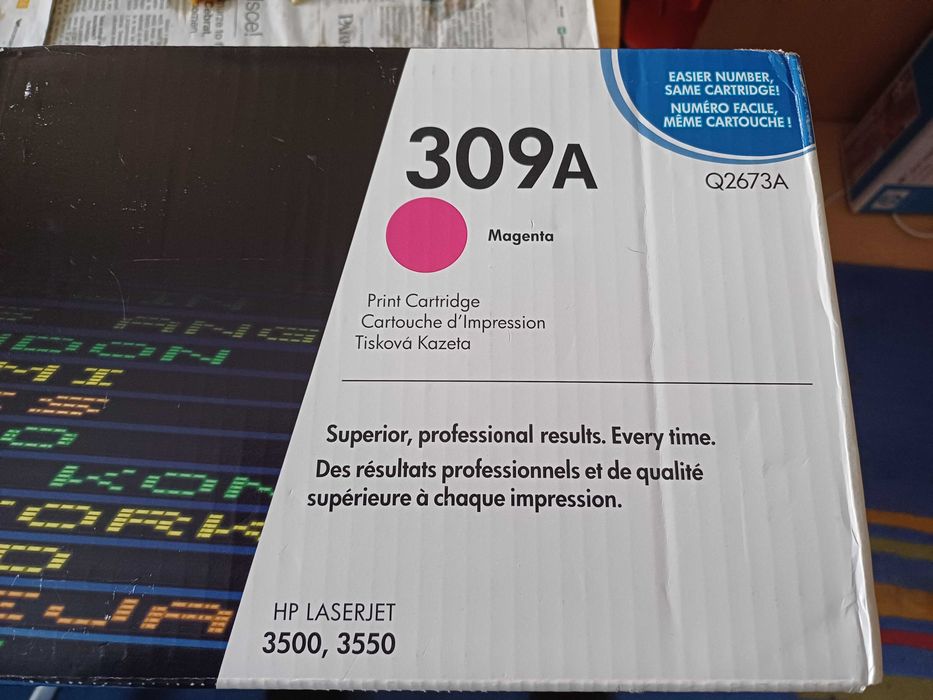 EASIER NUMBER,
SAME CARTRIDGE!
NUMÉRO FACILE,
MÊME CARTOUCHE !
309A
Q2673A
Magenta
Print Cartridge
Cartouche d'Impression
Tisková Kazeta
Superior, professional results. Every time.
Des résultats professionnels et de qualité
supérieure à chaque impression.
HP LASERJET
3500, 3550